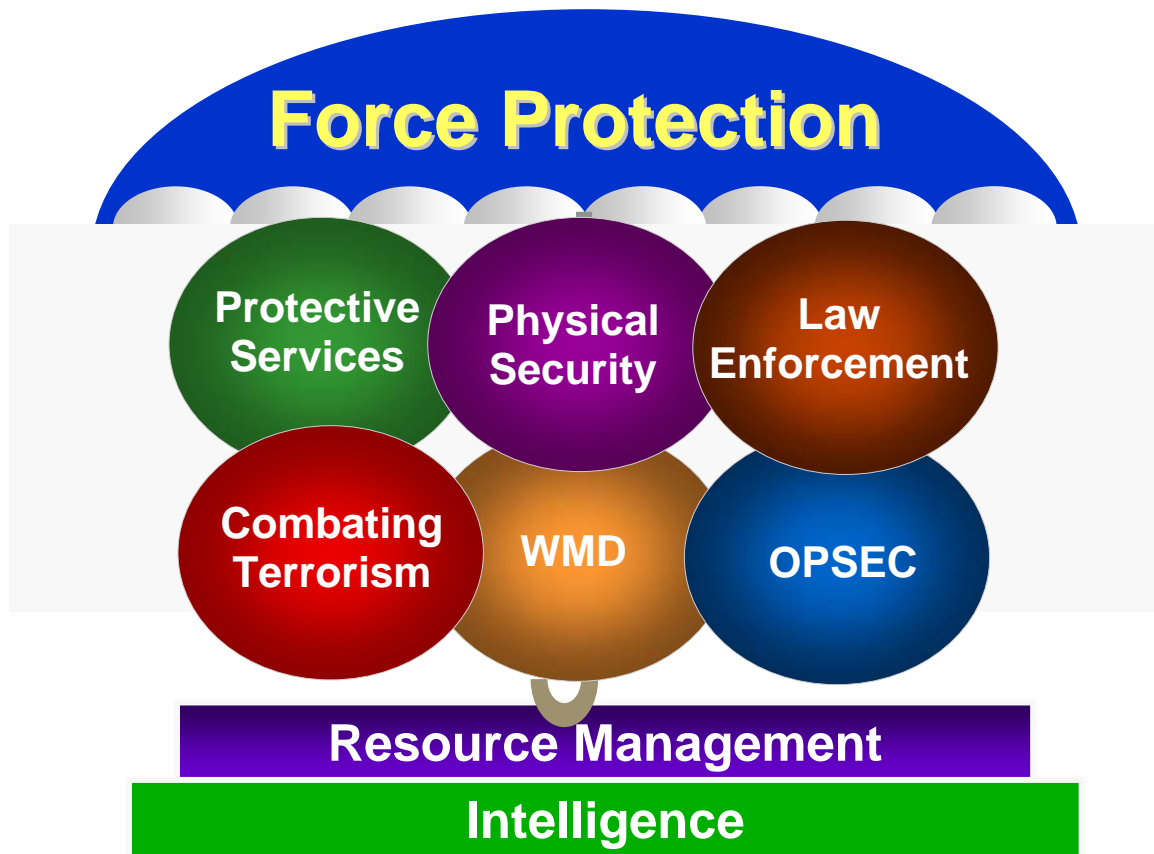 Force Protection
Protective
Services
Physical
Security
Law
Enforcement
Combating
Terrorism
WMD
OPSEC
Resource Management
Intelligence